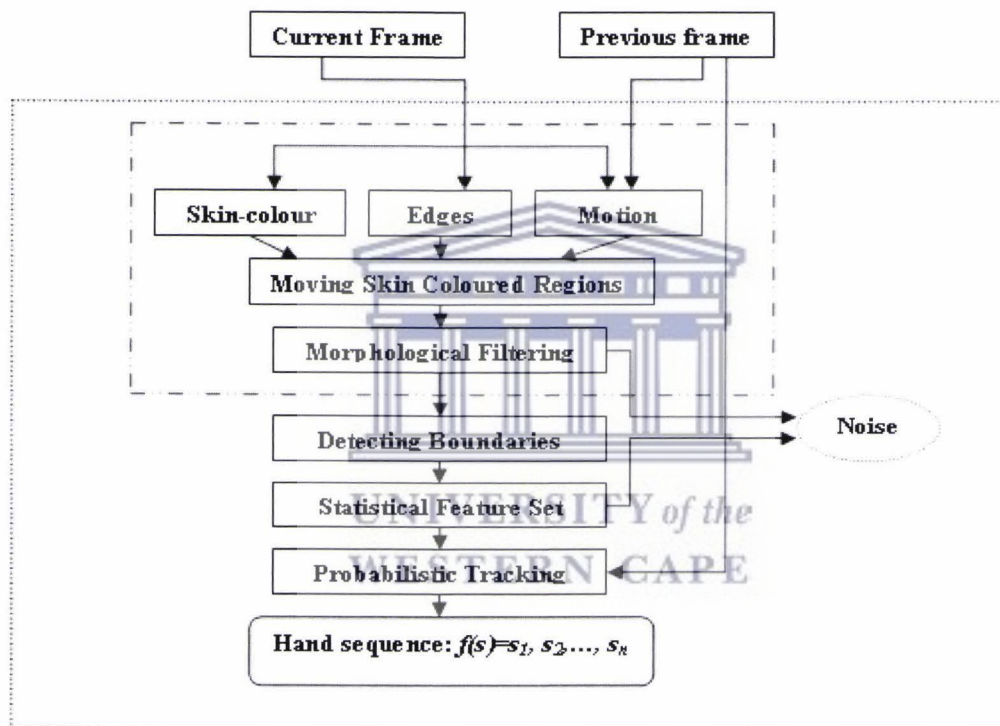 Current Frame
Previous frame
Skin-colour
Edges
Motion
Moving Skin Coloured Regions
Morphological Filtering
Detecting Boundaries
Noise
Statistical Feature Set
UNIVERSITY of the
Probabilistic Tracking
WESTERN CAPE
Hand sequence: f(s)=s₁, s₂,…, sₙ